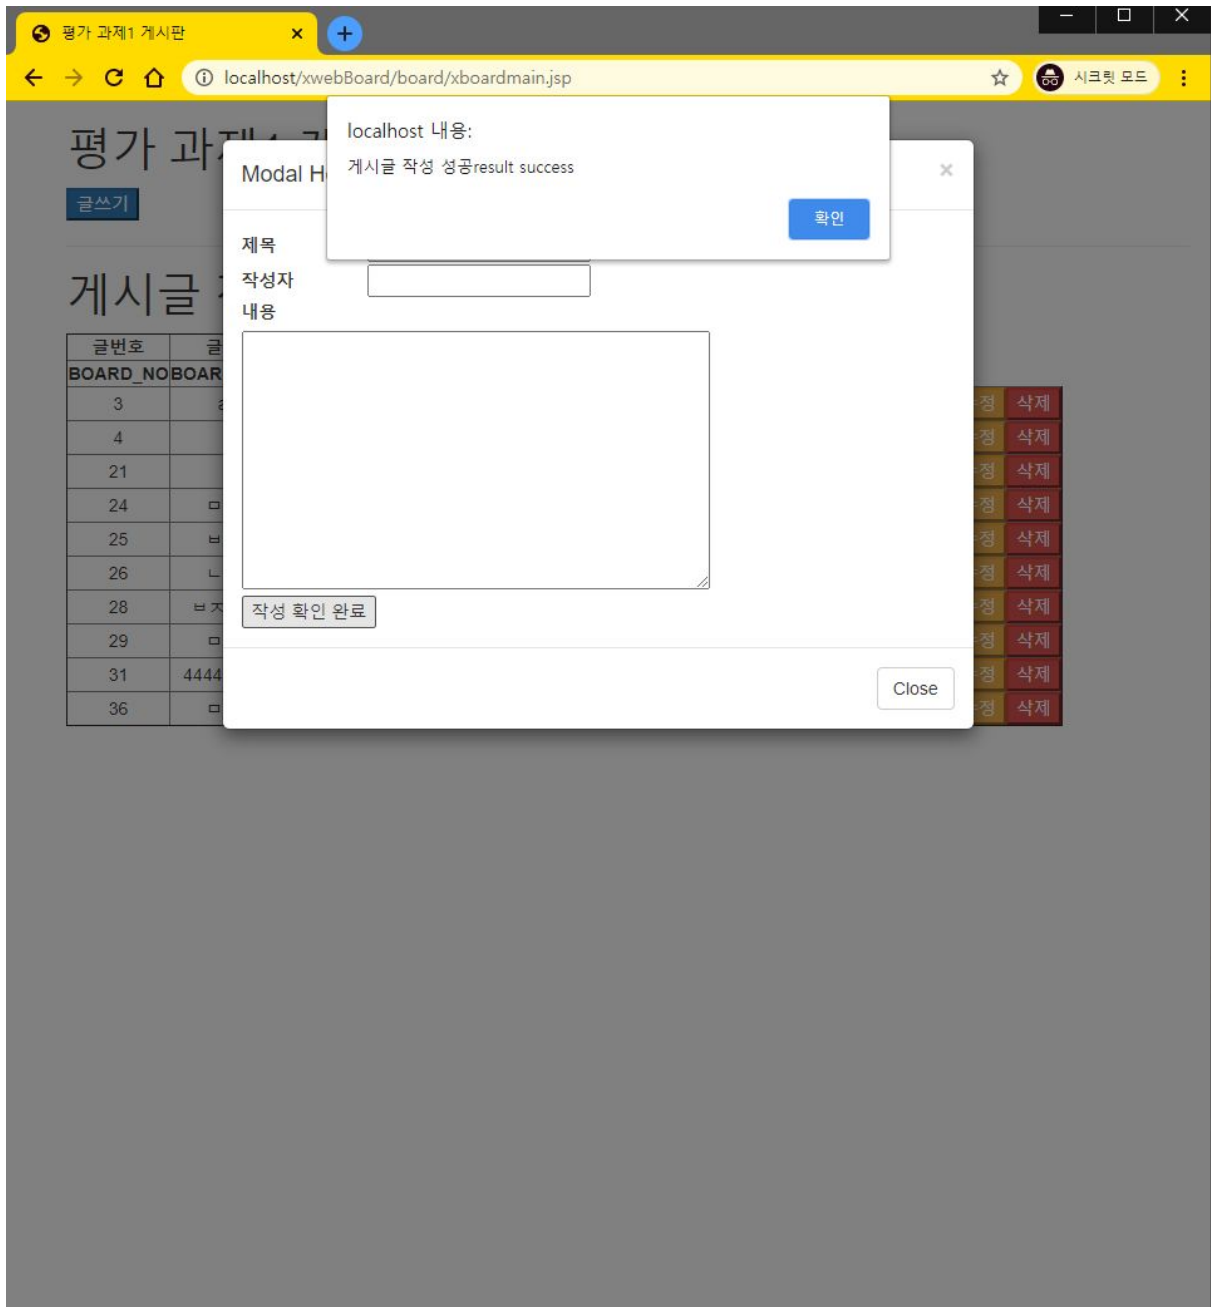 평가 과제1 게시판
localhost/xwebBoard/board/xboardmain.jsp
시크릿 모드
localhost 내용:
게시글 작성 성공result success
확인
평가
글쓰기
Modal
제목
작성자
내용
작성 확인 완료
Close
게시글
글번호
BOARD_NO
3 삭제
4 삭제
21 삭제
24 ㅁ 삭제
25 ㅂ 삭제
26 ㄴ 삭제
28 ㅂㅈ 삭제
29 ㅁ 삭제
31 4444 삭제
36 ㅁ 삭제